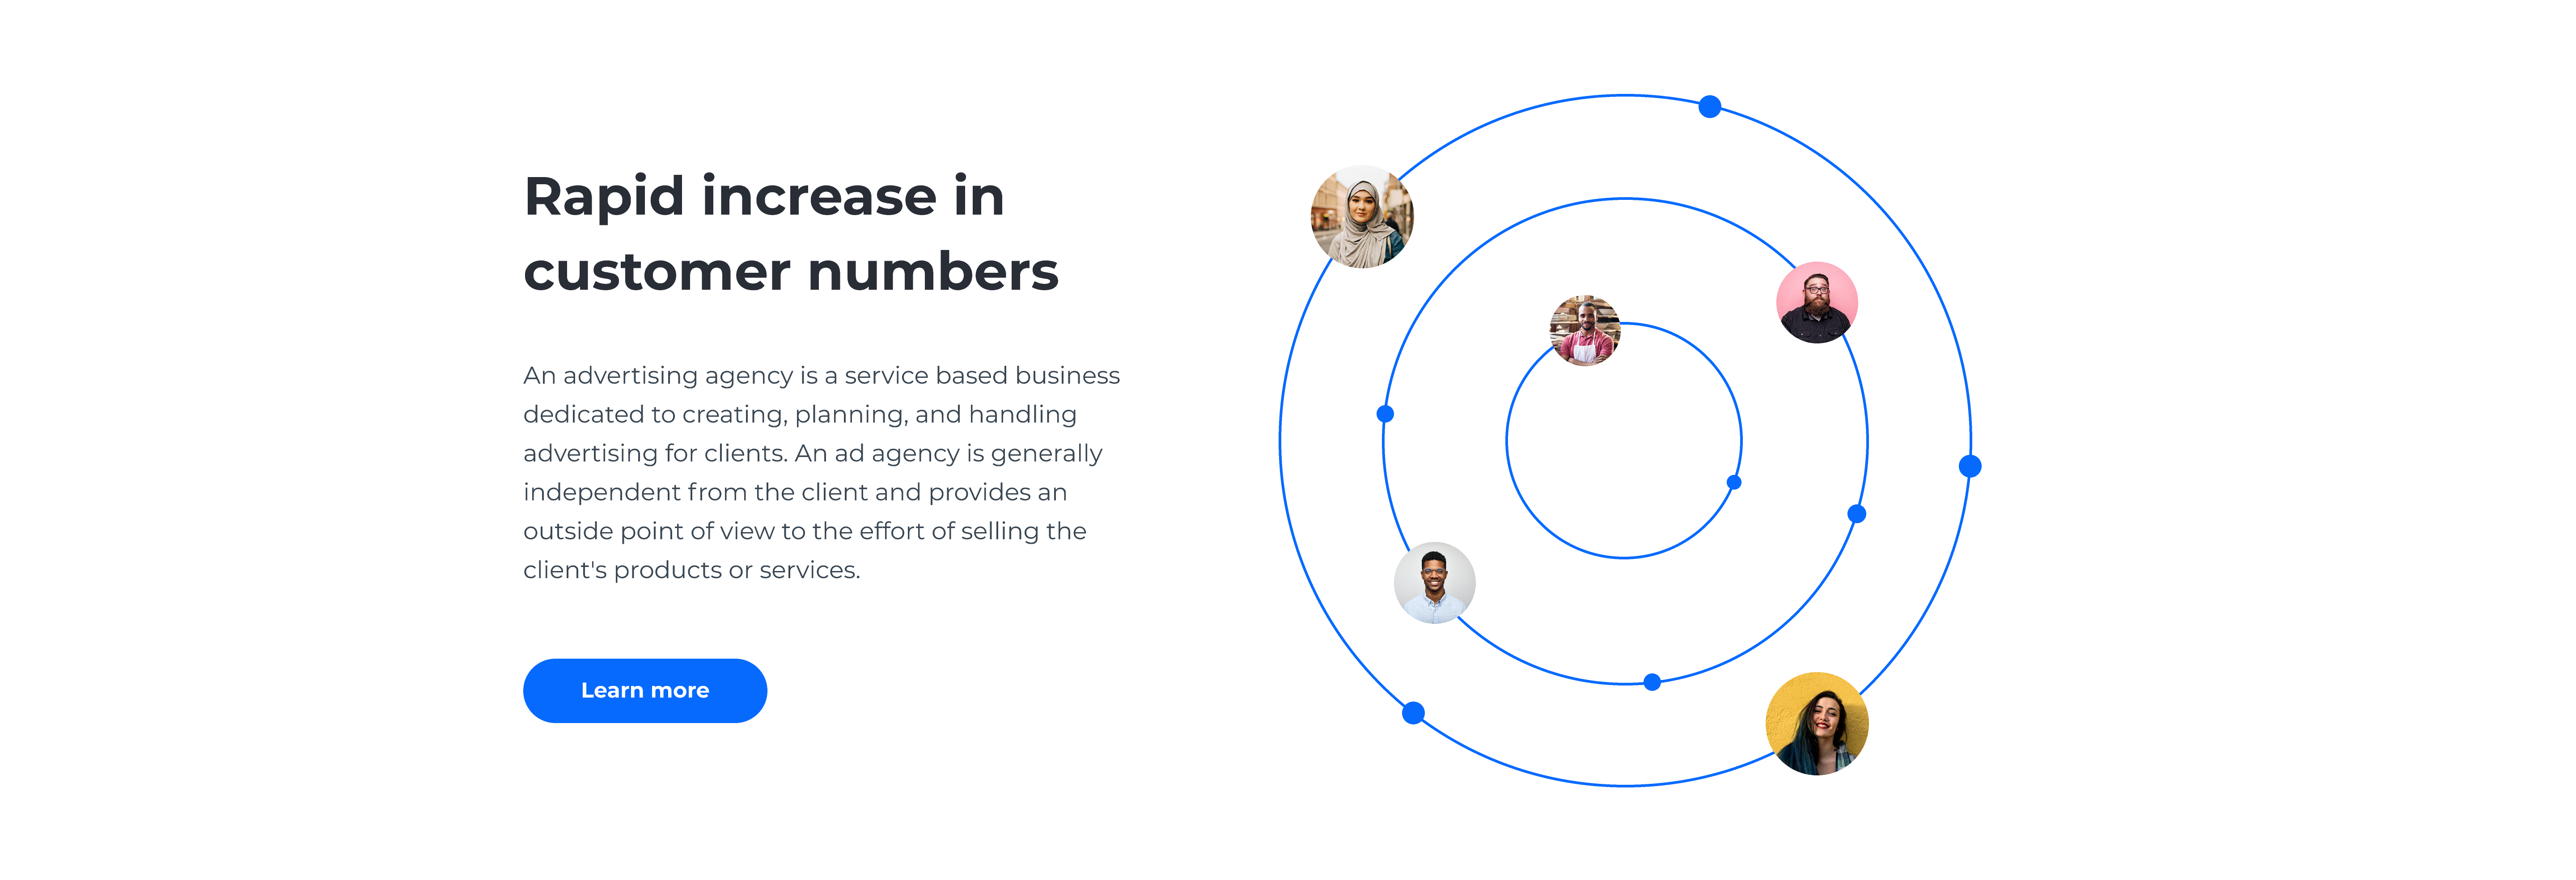 Rapid increase in
customer numbers
An advertising agency is a service based business
dedicated to creating, planning, and handling
advertising for clients. An ad agency is generally
independent from the client and provides an
outside point of view to the effort of selling the
client's products or services.
Learn more